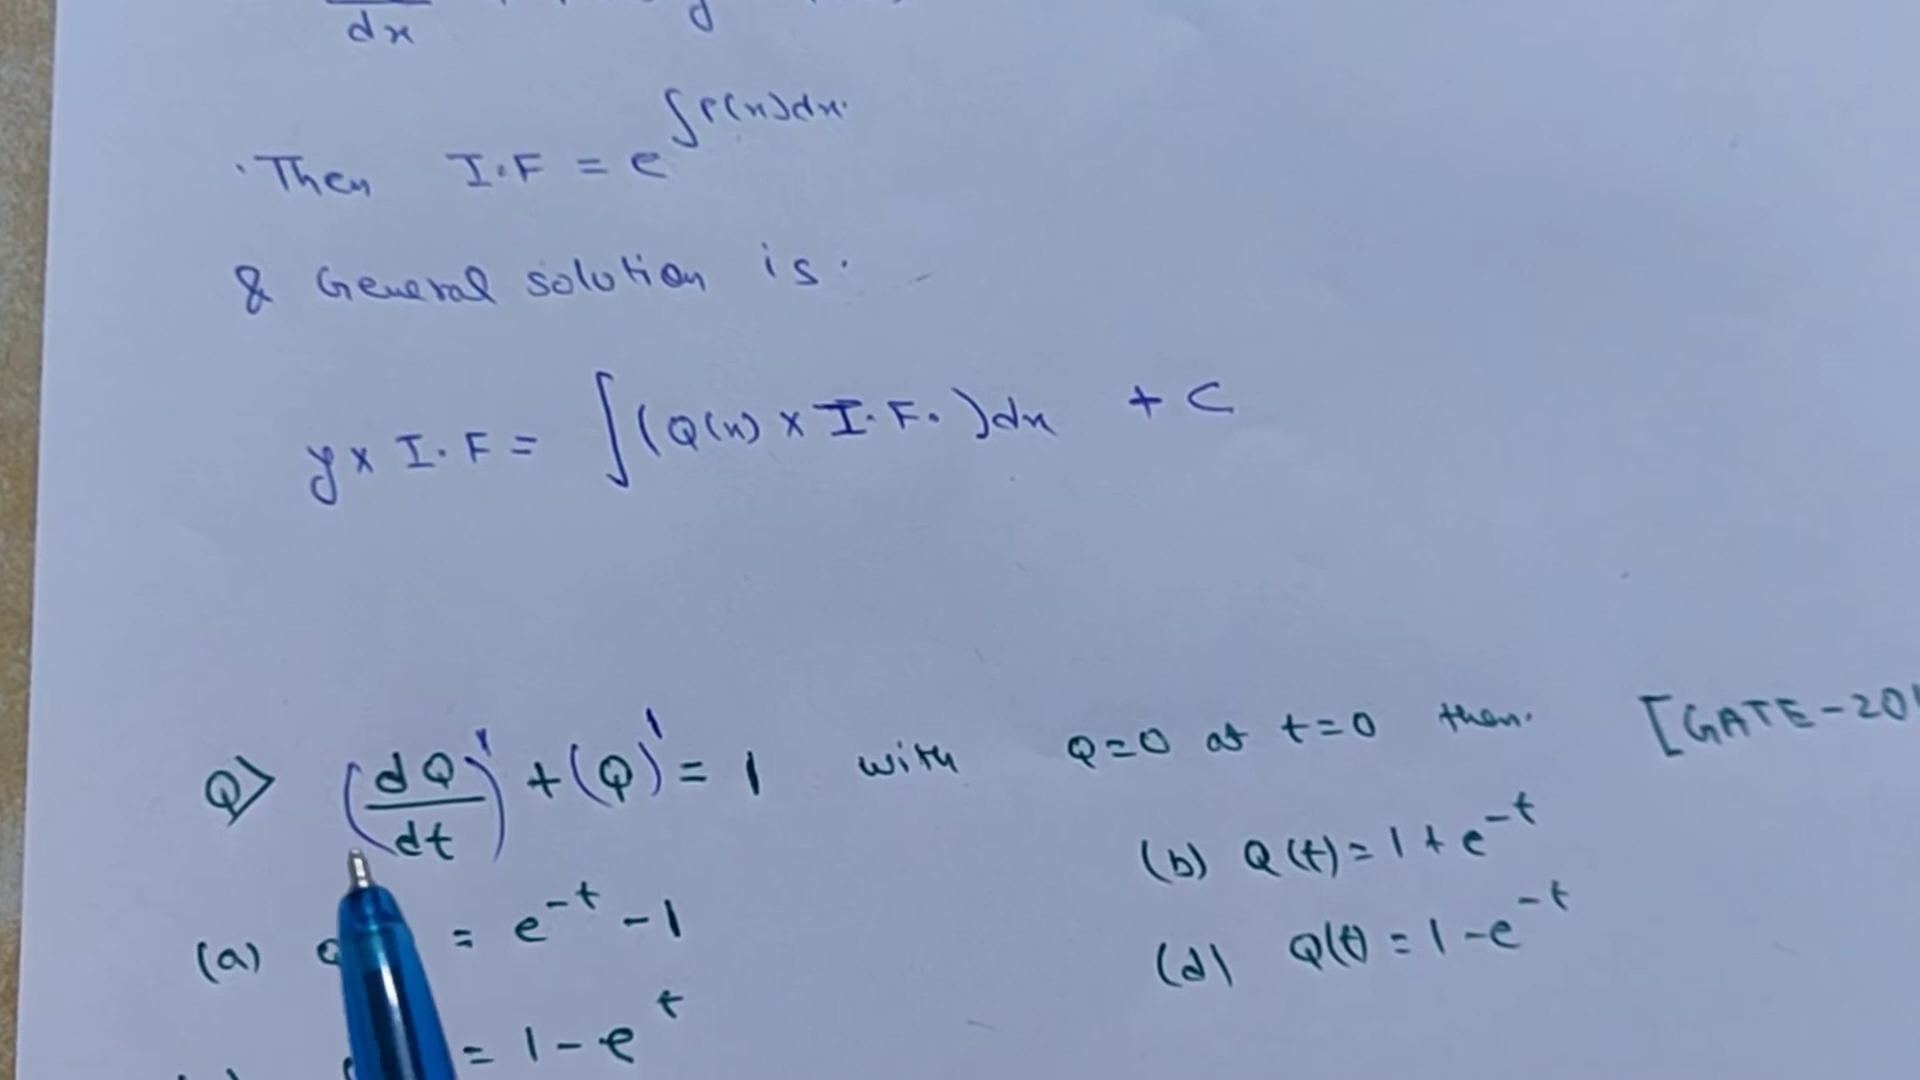 dx
Then I.F = e^∫P(x)dx.
& General solution is.
y x I.F = ∫(Q(x) x I.F.)dx + C
Q> (dQ/dt)^1 + (Q)^1 = 1 with Q=0 at t=0 then. [GATE-201
(a) = e^-t - 1
(b) Q(t) = 1 + e^-t
= 1 - e^t
(d) Q(t) = 1 - e^-t